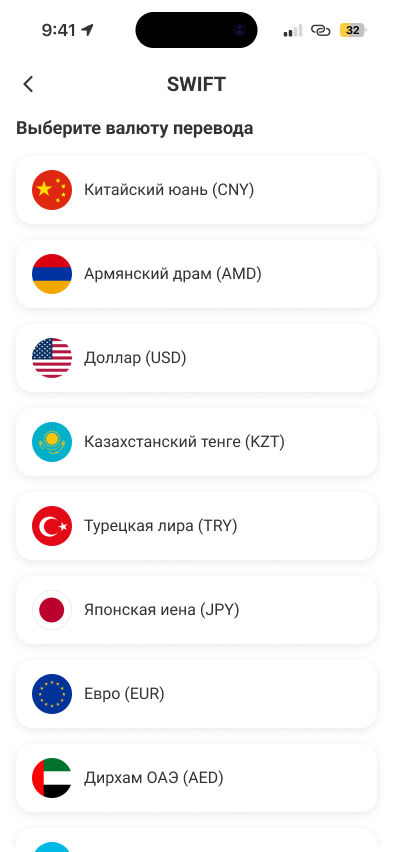 9:41
32
SWIFT
Выберите валюту перевода
Китайский юань (CNY)
Армянский драм (AMD)
Доллар (USD)
Казахстанский тенге (KZT)
Турецкая лира (TRY)
Японская иена (JPY)
Евро (EUR)
Дирхам ОАЭ (AED)